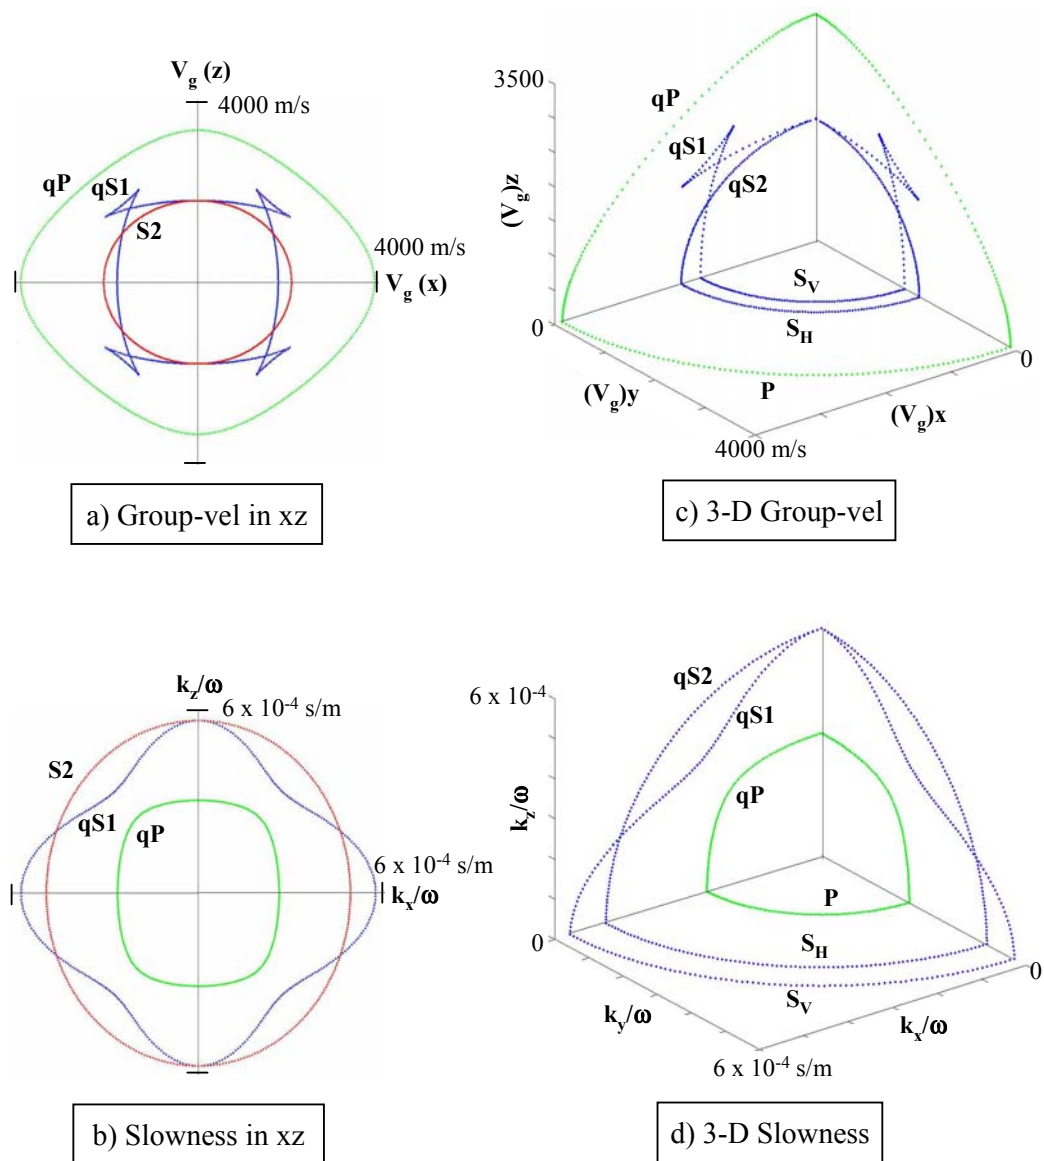 V_g (z)
4000 m/s
qP
qS1
S2
4000 m/s
V_g (x)
a) Group-vel in xz
3500
qP
qS1
qS2
(V_g)z
S_V
S_H
0
0
P
(V_g)y
(V_g)x
4000 m/s
c) 3-D Group-vel
k_z/ω
6 x 10^-4 s/m
S2
qS1
qP
6 x 10^-4 s/m
k_x/ω
b) Slowness in xz
6 x 10^-4
qS2
qS1
qP
k_z/ω
P
S_H
0
0
S_V
k_y/ω
k_x/ω
6 x 10^-4 s/m
d) 3-D Slowness